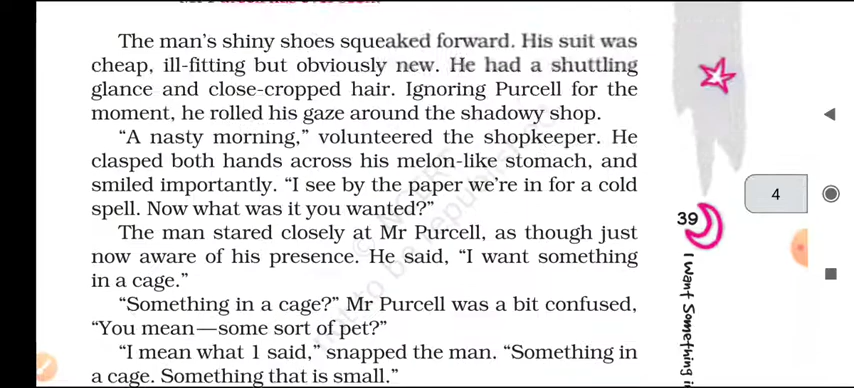 The man's shiny shoes squeaked forward. His suit was
cheap, ill-fitting but obviously new. He had a shuttling
glance and close-cropped hair. Ignoring Purcell for the
moment, he rolled his gaze around the shadowy shop.
“A nasty morning,” volunteered the shopkeeper. He
clasped both hands across his melon-like stomach, and
smiled importantly. “I see by the paper we're in for a cold
spell. Now what was it you wanted?”
The man stared closely at Mr Purcell, as though just
now aware of his presence. He said, “I want something
in a cage.”
“Something in a cage?” Mr Purcell was a bit confused,
“You mean—some sort of pet?”
“I mean what I said,” snapped the man. “Something in
a cage. Something that is small.”
4
39
I Want Something i
not to be republished